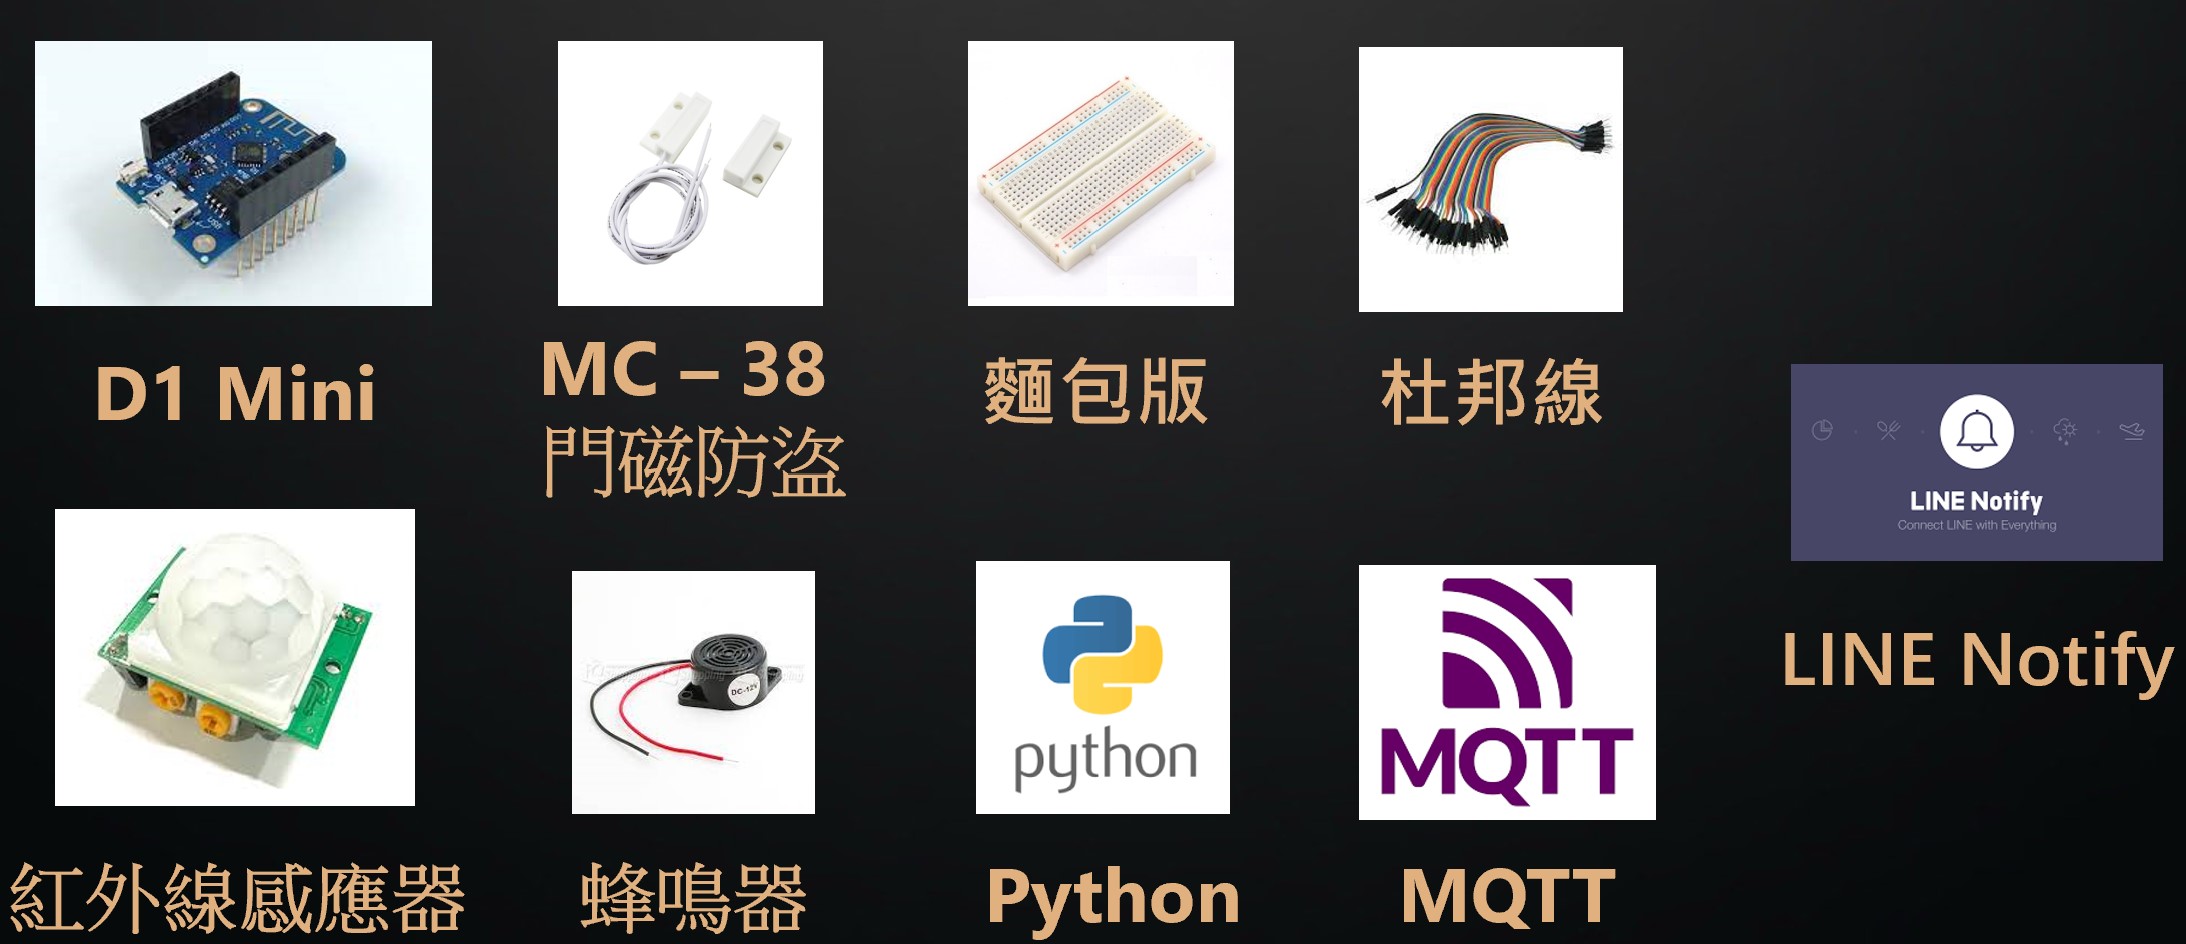 D1 Mini
MC – 38
門磁防盜
麵包版
杜邦線
LINE Notify
Connect LINE with Everything
LINE Notify
DC-12V
python
MQTT
紅外線感應器
蜂鳴器
Python
MQTT